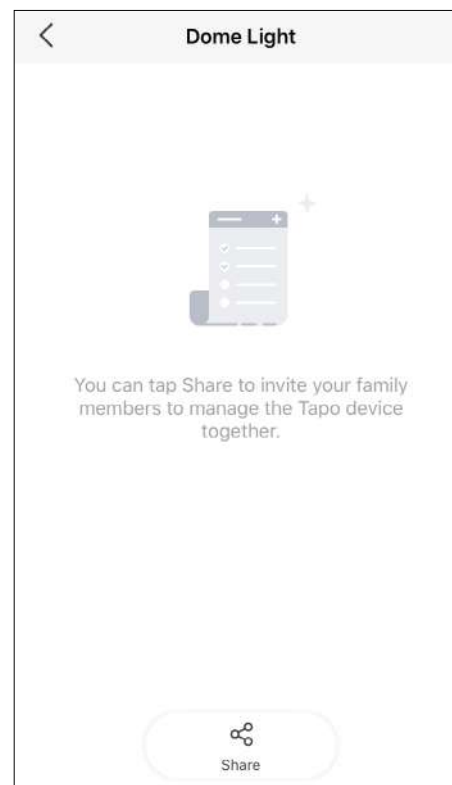 Dome Light
You can tap Share to invite your family
members to manage the Tapo device
together.
Share